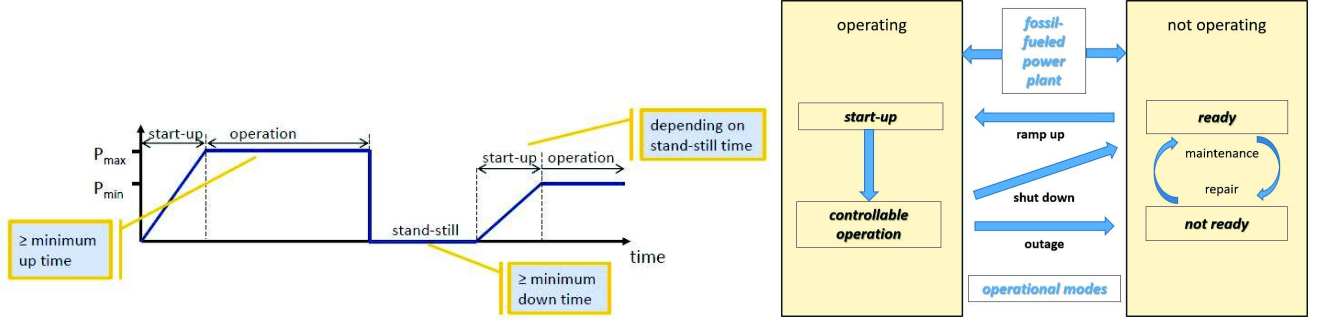 start-up
operation
Pmax
Pmin
≥ minimum
up time
stand-still
≥ minimum
down time
start-up
operation
depending on
stand-still time
time
operating
fossil-
fueled
power
plant
not operating
start-up
ramp up
ready
maintenance
repair
shut down
controllable
operation
outage
not ready
operational modes